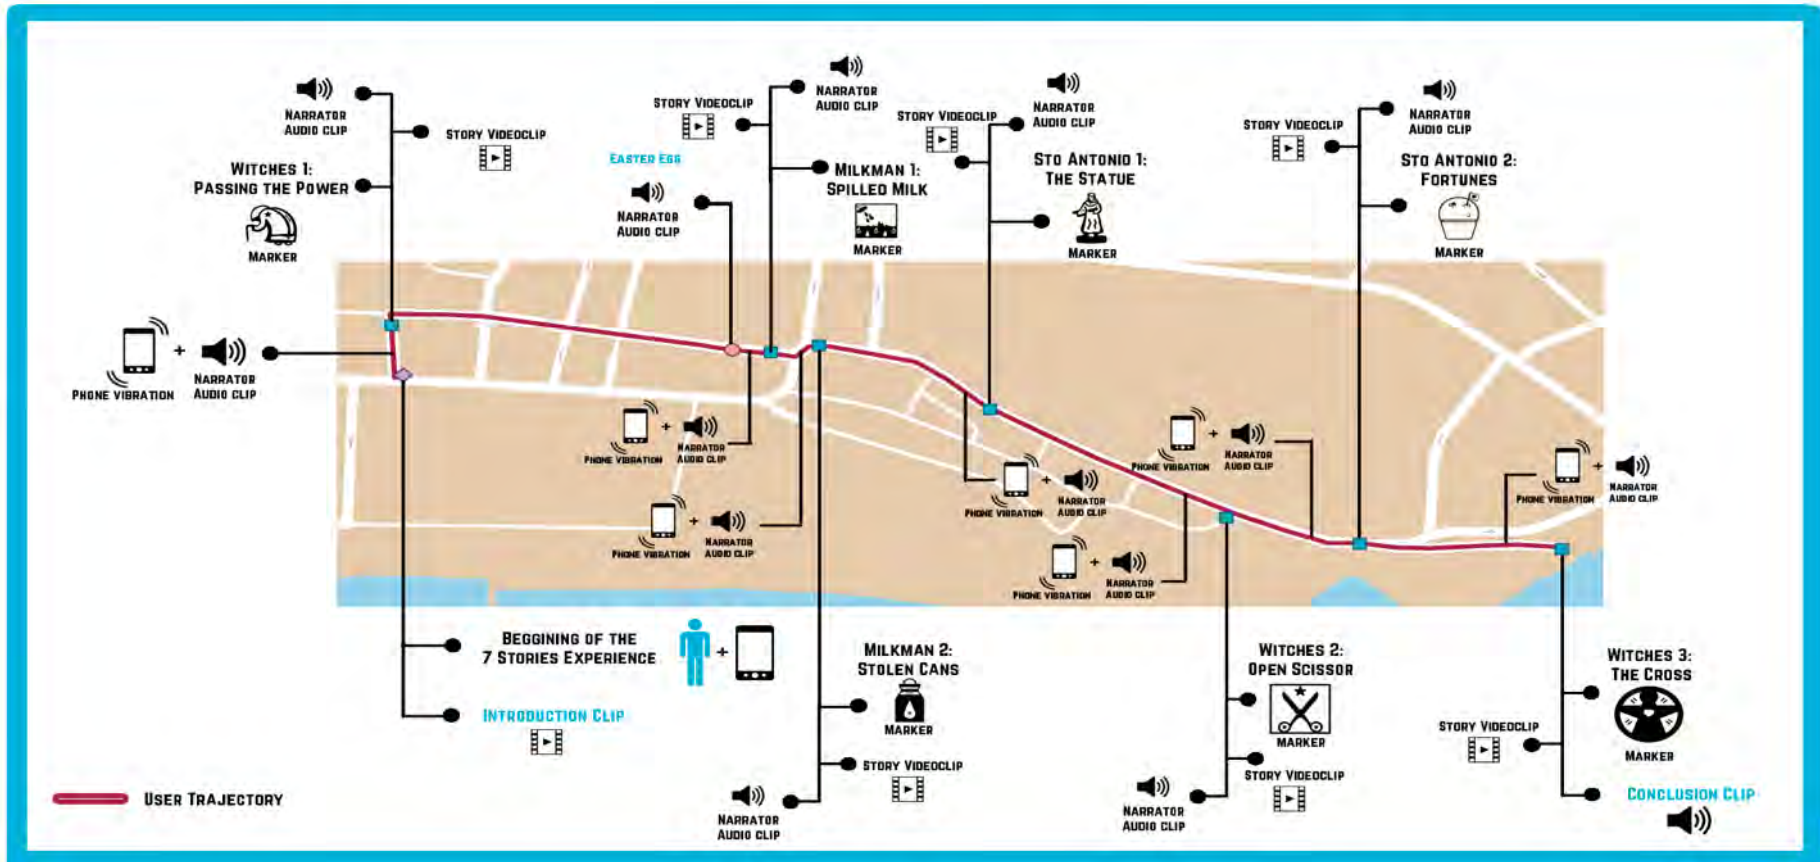 NARRATOR
AUDIO CLIP
STORY VIDEOCLIP
WITCHES 1:
PASSING THE POWER
MARKER
PHONE VIBRATION
+
NARRATOR
AUDIO CLIP
EASTER EGG
NARRATOR
AUDIO CLIP
STORY VIDEOCLIP
NARRATOR
AUDIO CLIP
MILKMAN 1:
SPILLED MILK
MARKER
STORY VIDEOCLIP
NARRATOR
AUDIO CLIP
STO ANTONIO 1:
THE STATUE
MARKER
STORY VIDEOCLIP
NARRATOR
AUDIO CLIP
STO ANTONIO 2:
FORTUNES
MARKER
PHONE VIBRATION
+
NARRATOR
AUDIO CLIP
PHONE VIBRATION
+
NARRATOR
AUDIO CLIP
PHONE VIBRATION
+
NARRATOR
AUDIO CLIP
PHONE VIBRATION
+
NARRATOR
AUDIO CLIP
PHONE VIBRATION
+
NARRATOR
AUDIO CLIP
PHONE VIBRATION
+
NARRATOR
AUDIO CLIP
BEGGINING OF THE
7 STORIES EXPERIENCE
+
INTRODUCTION CLIP
MILKMAN 2:
STOLEN CANS
MARKER
STORY VIDEOCLIP
NARRATOR
AUDIO CLIP
WITCHES 2:
OPEN SCISSOR
MARKER
STORY VIDEOCLIP
NARRATOR
AUDIO CLIP
WITCHES 3:
THE CROSS
MARKER
STORY VIDEOCLIP
CONCLUSION CLIP
USER TRAJECTORY